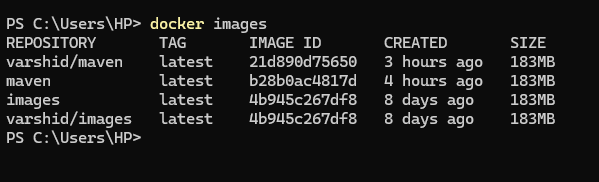 PS C:\Users\HP> docker images
REPOSITORY TAG IMAGE ID CREATED SIZE
varshid/maven latest 21d890d75650 3 hours ago 183MB
maven latest b28b0ac4817d 4 hours ago 183MB
images latest 4b945c267df8 8 days ago 183MB
varshid/images latest 4b945c267df8 8 days ago 183MB
PS C:\Users\HP>